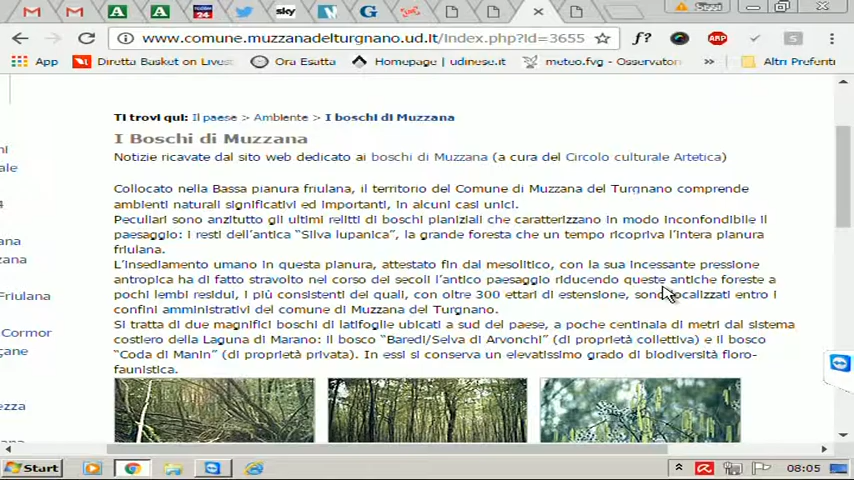 www.comune.muzzanadelturgnano.ud.it/index.php?id=3655
App Diretta Basket on Live Ora Esatta Homepage | udinese.it meteo.fvg - Osservator » Altri Preferiti
Ti trovi qui: Il paese > Ambiente > I boschi di Muzzana
I Boschi di Muzzana
Notizie ricavate dal sito web dedicato ai boschi di Muzzana (a cura del Circolo culturale Artetica)
Collocato nella Bassa pianura friulana, il territorio del Comune di Muzzana del Turgnano comprende
ambienti naturali significativi ed importanti, in alcuni casi unici.
Peculiari sono anzitutto gli ultimi relitti di boschi planiziali che caratterizzano in modo inconfondibile il
paesaggio: i resti dell'antica "Silva lupanica", la grande foresta che un tempo ricopriva l'intera pianura
friulana.
L'insediamento umano in questa pianura, attestato fin dal mesolitico, con la sua incessante pressione
antropica ha di fatto stravolto nel corso dei secoli l'antico paesaggio riducendo queste antiche foreste a
pochi lembi residui, i più consistenti dei quali, con oltre 300 ettari di estensione, sono localizzati entro i
confini amministrativi del comune di Muzzana del Turgnano.
Si tratta di due magnifici boschi di latifoglie ubicati a sud del paese, a poche centinaia di metri dal sistema
costiero della Laguna di Marano: il bosco "Baredi/Selva di Arvonchi" (di proprietà collettiva) e il bosco
"Coda di Manin" (di proprietà privata). In essi si conserva un elevatissimo grado di biodiversità floro-
faunistica.
ale
4
ana
zana
Friulana
Cormor
çane
ezza
ana
sky
24
ABP
f?
S
Start
08:05